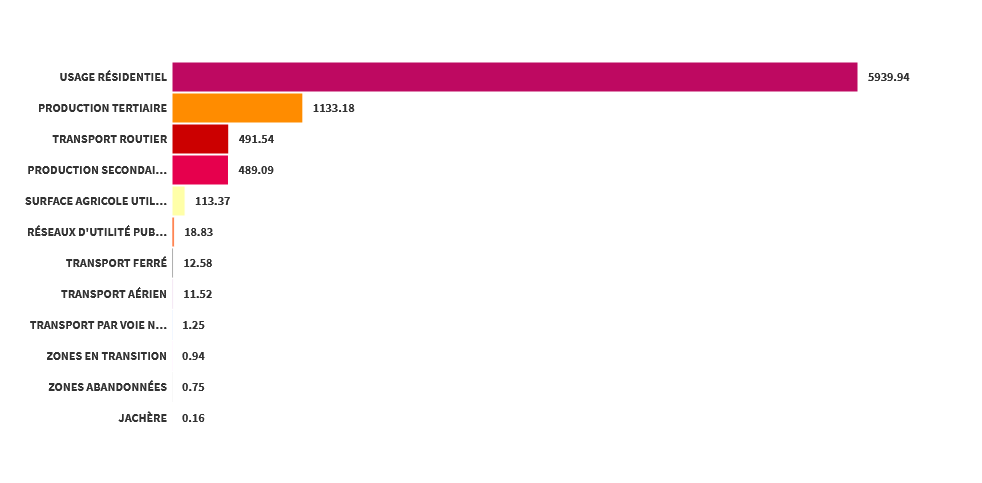 USAGE RÉSIDENTIEL 5939.94
PRODUCTION TERTIAIRE 1133.18
TRANSPORT ROUTIER 491.54
PRODUCTION SECONDAI... 489.09
SURFACE AGRICOLE UTIL... 113.37
RÉSEAUX D'UTILITÉ PUB... 18.83
TRANSPORT FERRÉ 12.58
TRANSPORT AÉRIEN 11.52
TRANSPORT PAR VOIE N... 1.25
ZONES EN TRANSITION 0.94
ZONES ABANDONNÉES 0.75
JACHÈRE 0.16